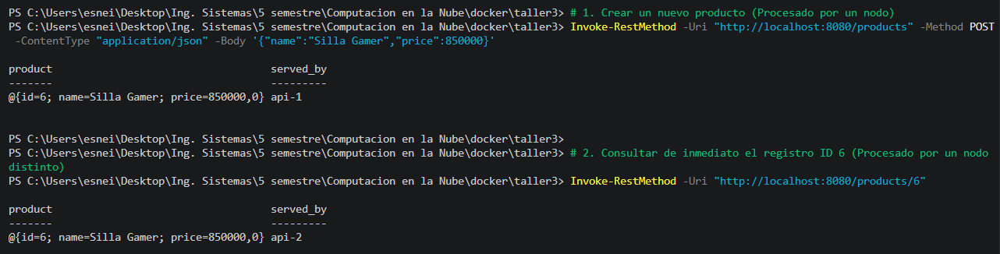 PS C:\Users\esnei\Desktop\Ing. Sistemas\5 semestre\Computacion en la Nube\docker\taller3> # 1. Crear un nuevo producto (Procesado por un nodo)
PS C:\Users\esnei\Desktop\Ing. Sistemas\5 semestre\Computacion en la Nube\docker\taller3> Invoke-RestMethod -Uri "http://localhost:8080/products" -Method POST
-ContentType "application/json" -Body '{"name":"Silla Gamer","price":850000}'
product served_by
------- ---------
@{id=6; name=Silla Gamer; price=850000,0} api-1
PS C:\Users\esnei\Desktop\Ing. Sistemas\5 semestre\Computacion en la Nube\docker\taller3>
PS C:\Users\esnei\Desktop\Ing. Sistemas\5 semestre\Computacion en la Nube\docker\taller3> # 2. Consultar de inmediato el registro ID 6 (Procesado por un nodo
distinto)
PS C:\Users\esnei\Desktop\Ing. Sistemas\5 semestre\Computacion en la Nube\docker\taller3> Invoke-RestMethod -Uri "http://localhost:8080/products/6"
product served_by
------- ---------
@{id=6; name=Silla Gamer; price=850000,0} api-2